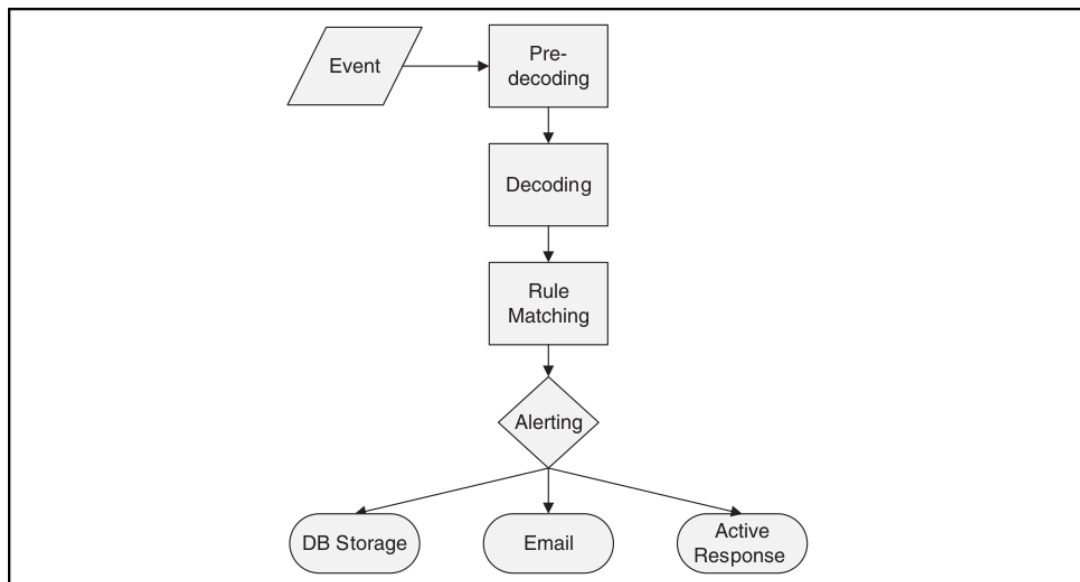 Event
Pre-
decoding
Decoding
Rule
Matching
Alerting
DB Storage
Email
Active
Response